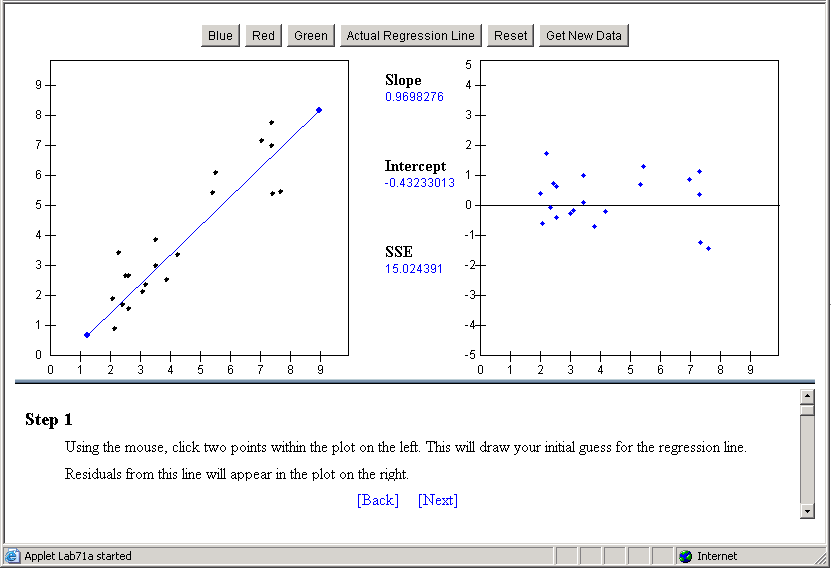 Blue Red Green Actual Regression Line Reset Get New Data
9
8
7
6
5
4
3
2
1
0
0 1 2 3 4 5 6 7 8 9
Slope
0.9698276
Intercept
-0.43233013
SSE
15.024391
5
4
3
2
1
0
-1
-2
-3
-4
-5
0 1 2 3 4 5 6 7 8 9
Step 1
Using the mouse, click two points within the plot on the left. This will draw your initial guess for the regression line.
Residuals from this line will appear in the plot on the right.
[Back] [Next]
Applet Lab71a started Internet